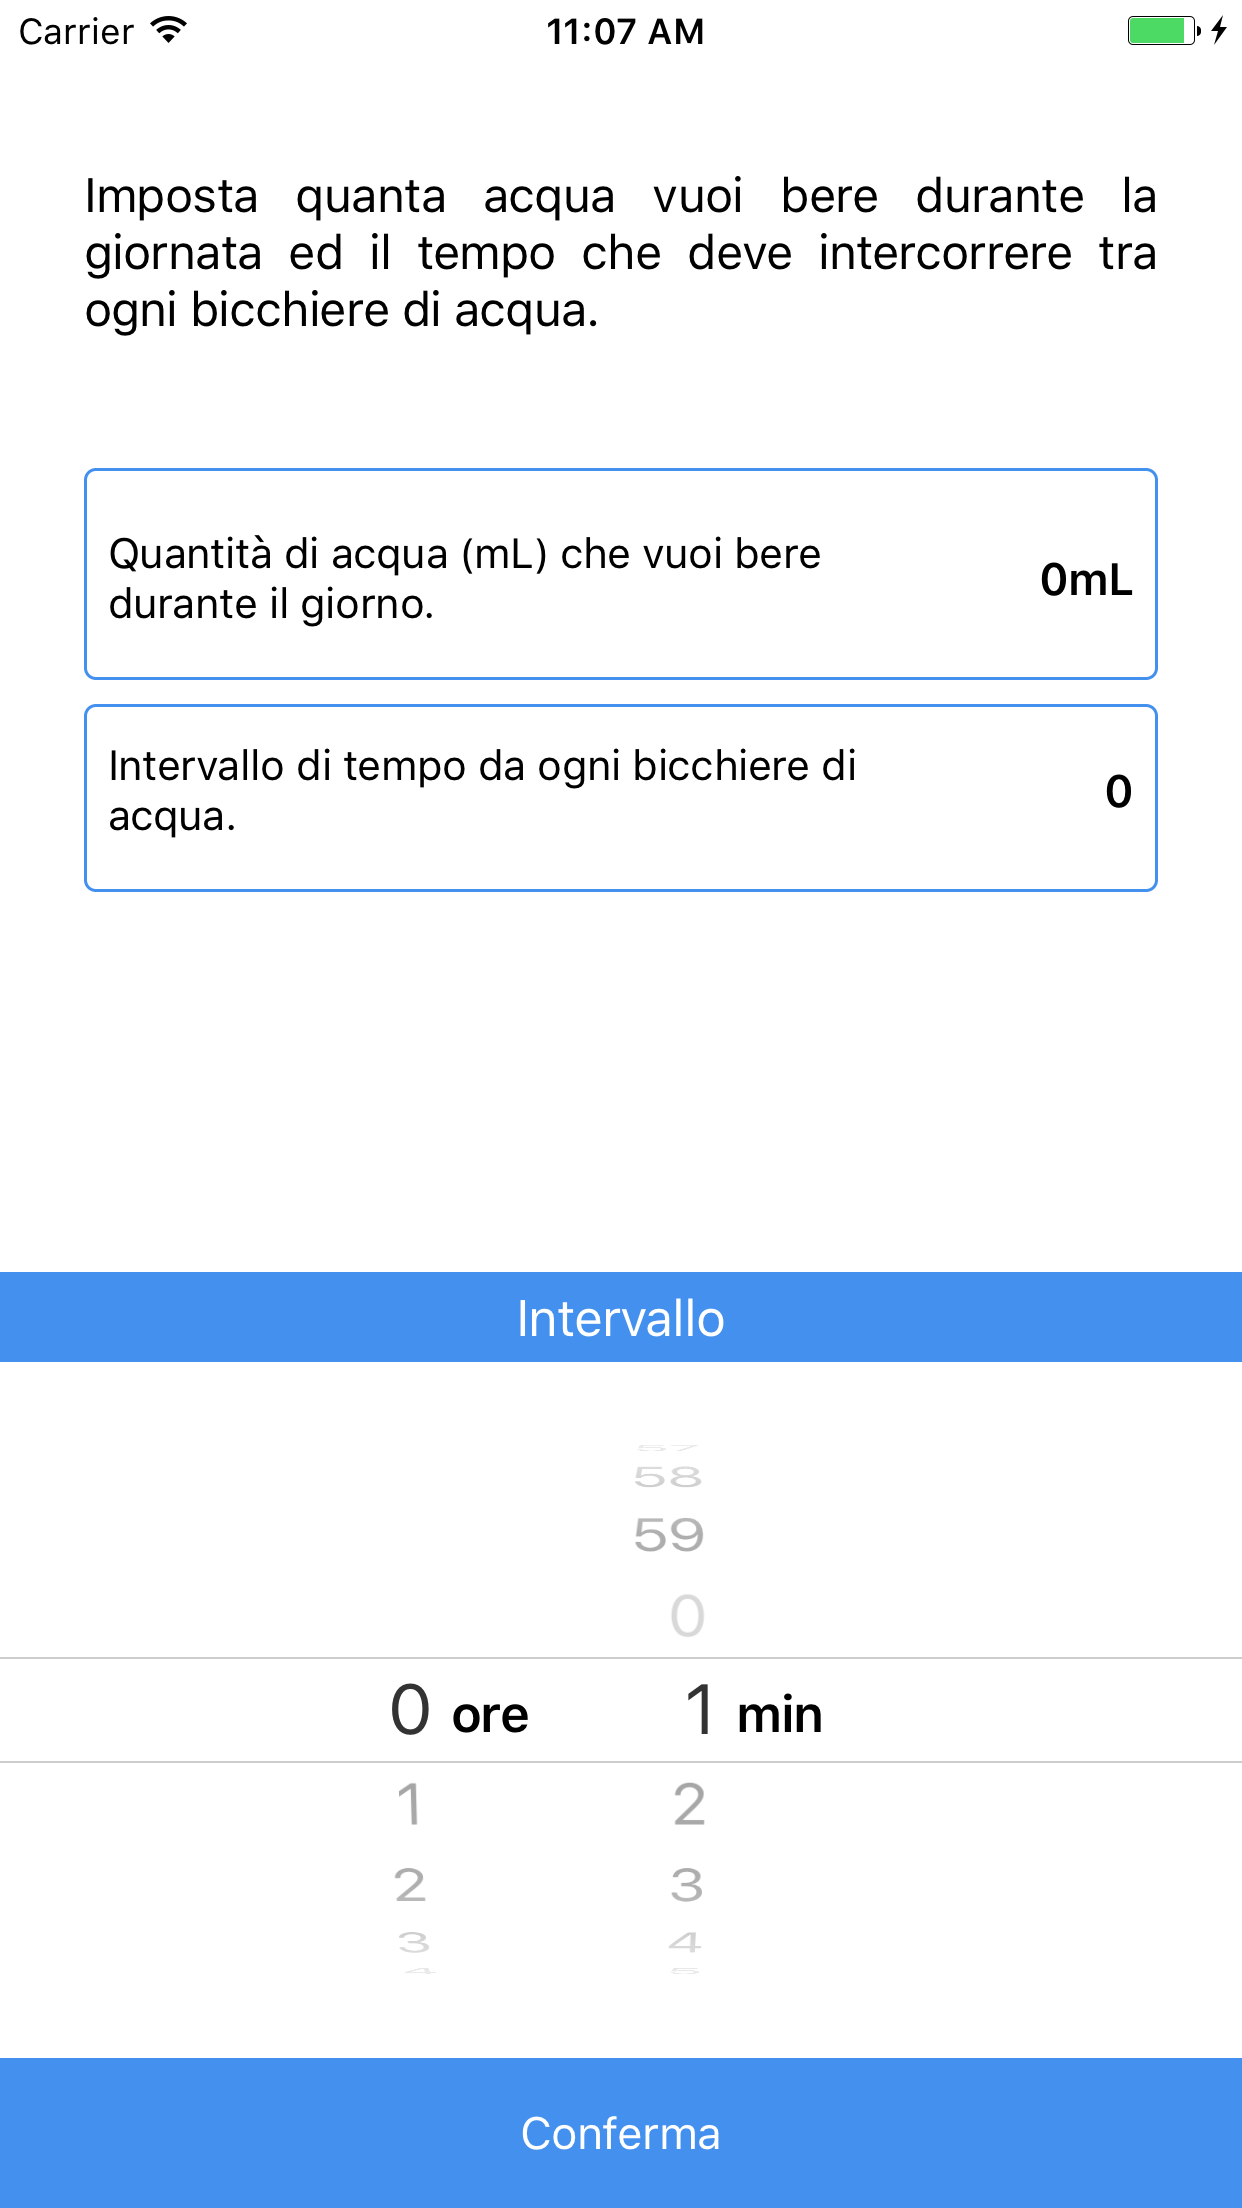 Carrier 11:07 AM
Imposta quanta acqua vuoi bere durante la
giornata ed il tempo che deve intercorrere tra
ogni bicchiere di acqua.
Quantità di acqua (mL) che vuoi bere
durante il giorno.
0mL
Intervallo di tempo da ogni bicchiere di
acqua.
0
Intervallo
57
58
59
0
0 ore 1 min
1 2
2 3
3 4
4 5
Conferma